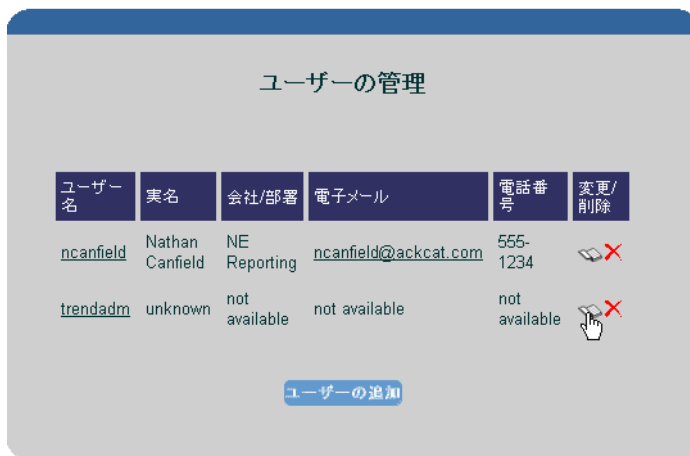 ユーザーの管理
ユーザー名 実名 会社/部署 電子メール 電話番号 変更/削除
ncanfield Nathan Canfield NE Reporting ncanfield@ackcat.com 555-1234
trendadm unknown not available not available not available
ユーザーの追加